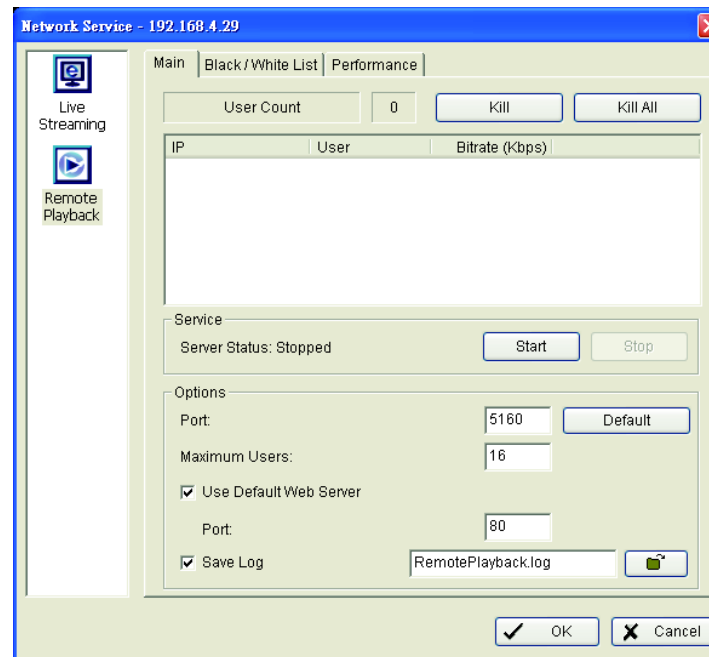 Network Service - 192.168.4.29
Live
Streaming
Remote
Playback
Main Black / White List Performance
User Count 0 Kill Kill All
IP User Bitrate (Kbps)
Service
Server Status: Stopped Start Stop
Options
Port: 5160 Default
Maximum Users: 16
Use Default Web Server
Port: 80
Save Log RemotePlayback.log
OK Cancel